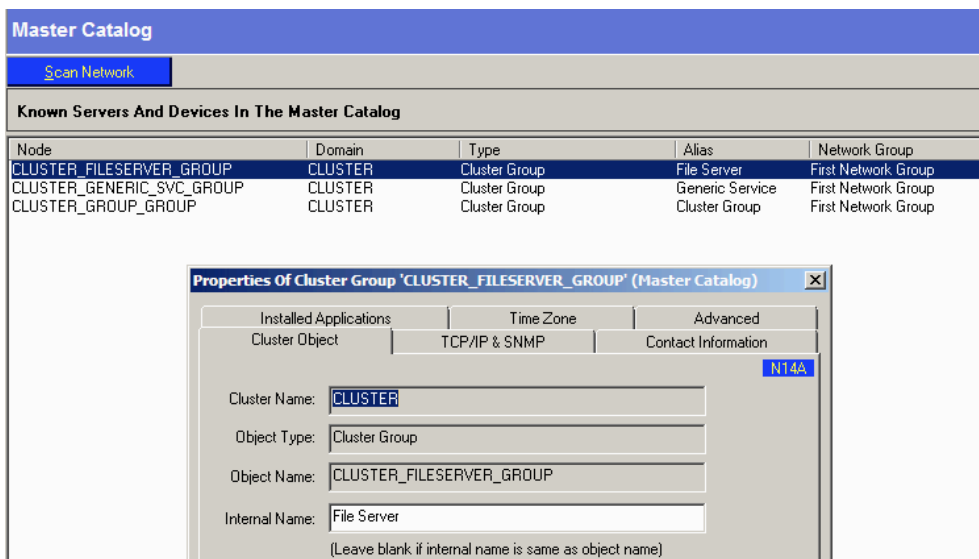 Master Catalog
Scan Network
Known Servers And Devices In The Master Catalog
Node Domain Type Alias Network Group
CLUSTER_FILESERVER_GROUP CLUSTER Cluster Group File Server First Network Group
CLUSTER_GENERIC_SVC_GROUP CLUSTER Cluster Group Generic Service First Network Group
CLUSTER_GROUP_GROUP CLUSTER Cluster Group Cluster Group First Network Group
Properties Of Cluster Group 'CLUSTER_FILESERVER_GROUP' (Master Catalog)
Installed Applications Time Zone Advanced
Cluster Object TCP/IP & SNMP Contact Information
N14A
Cluster Name: CLUSTER
Object Type: Cluster Group
Object Name: CLUSTER_FILESERVER_GROUP
Internal Name: File Server
(Leave blank if internal name is same as object name)